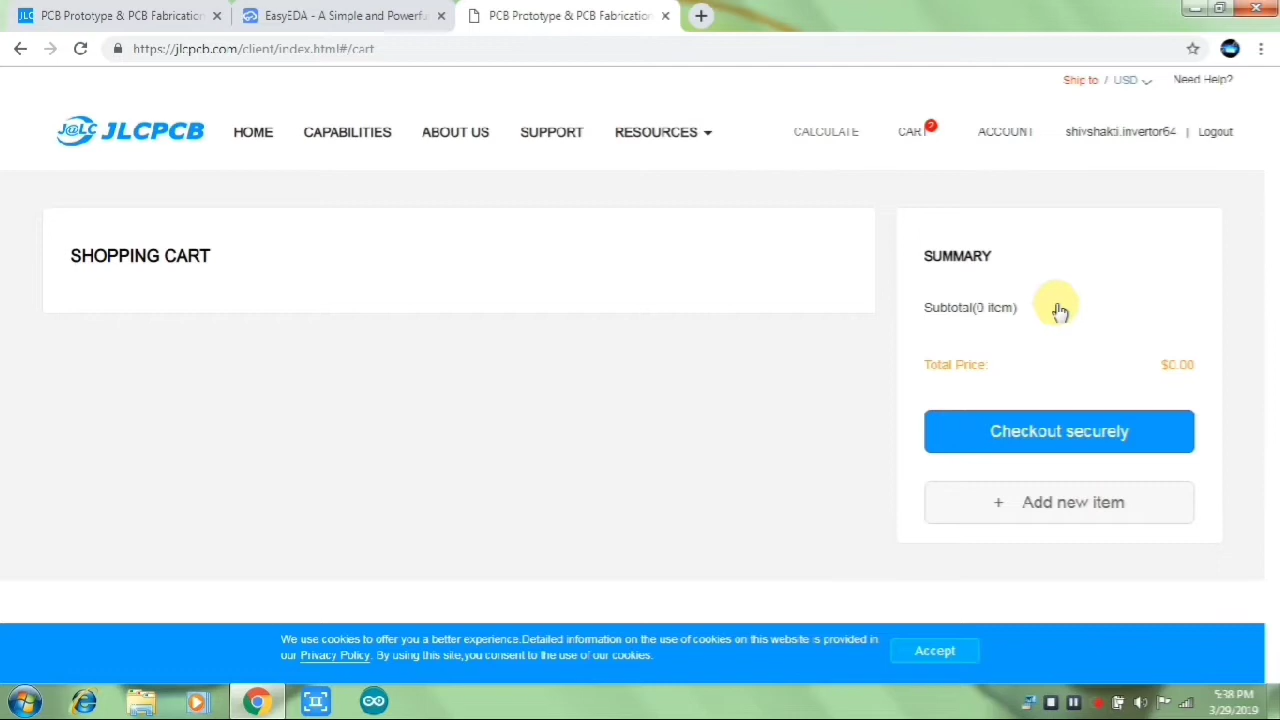 PCB Prototype & PCB Fabrication
EasyEDA - A Simple and Powerfu
PCB Prototype & PCB Fabrication
https://jlcpcb.com/client/index.html#/cart
Ship to / USD
Need Help?
J@LC JLCPCB
HOME
CAPABILITIES
ABOUT US
SUPPORT
RESOURCES
CALCULATE
CART
ACCOUNT
shivshakti.invertor64 | Logout
SHOPPING CART
SUMMARY
Subtotal(0 item)
Total Price: $0.00
Checkout securely
+ Add new item
We use cookies to offer you a better experience.Detailed information on the use of cookies on this website is provided in
our Privacy Policy. By using this site,you consent to the use of our cookies.
Accept
5:38 PM
3/29/2019